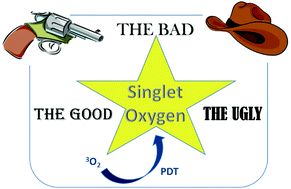 THE BAD
THE GOOD
Singlet
Oxygen
THE UGLY
³O₂
PDT